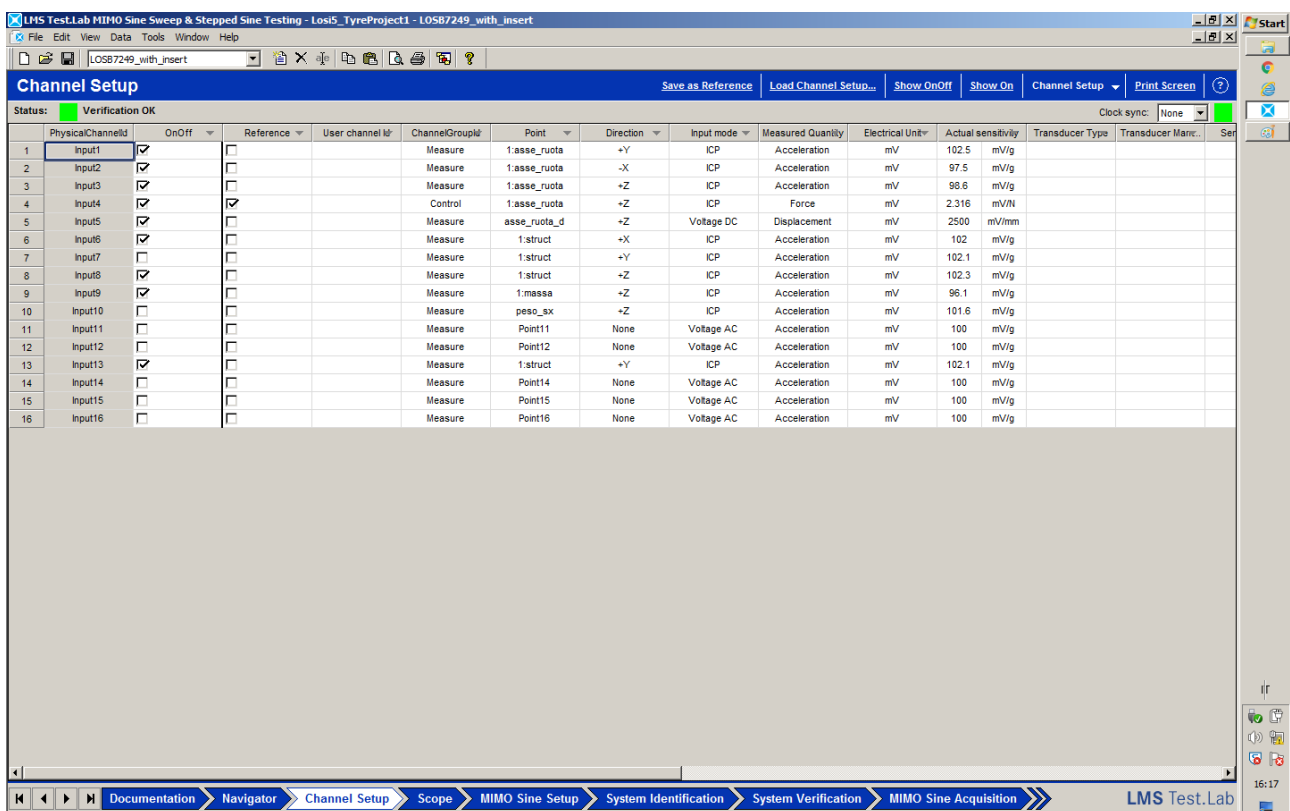 LMS Test.Lab MIMO Sine Sweep & Stepped Sine Testing - Losi5_TyreProject1 - LOSB7249_with_insert
Start
File Edit View Data Tools Window Help
LOSB7249_with_insert
Channel Setup Save as Reference Load Channel Setup... Show OnOff Show On Channel Setup Print Screen
Status: Verification OK Clock sync: None
PhysicalChannelId OnOff Reference User channel Id ChannelGroupId Point Direction Input mode Measured Quantity Electrical Unit Actual sensitivity Transducer Type Transducer Manr.. Ser
1 Input1 Measure 1:asse_ruota +Y ICP Acceleration mV 102.5 mV/g
2 Input2 Measure 1:asse_ruota -X ICP Acceleration mV 97.5 mV/g
3 Input3 Measure 1:asse_ruota +Z ICP Acceleration mV 98.6 mV/g
4 Input4 Control 1:asse_ruota +Z ICP Force mV 2.316 mV/N
5 Input5 Measure asse_ruota_d +Z Voltage DC Displacement mV 2500 mV/mm
6 Input6 Measure 1:struct +X ICP Acceleration mV 102 mV/g
7 Input7 Measure 1:struct +Y ICP Acceleration mV 102.1 mV/g
8 Input8 Measure 1:struct +Z ICP Acceleration mV 102.3 mV/g
9 Input9 Measure 1:massa +Z ICP Acceleration mV 96.1 mV/g
10 Input10 Measure peso_sx +Z ICP Acceleration mV 101.6 mV/g
11 Input11 Measure Point11 None Voltage AC Acceleration mV 100 mV/g
12 Input12 Measure Point12 None Voltage AC Acceleration mV 100 mV/g
13 Input13 Measure 1:struct +Y ICP Acceleration mV 102.1 mV/g
14 Input14 Measure Point14 None Voltage AC Acceleration mV 100 mV/g
15 Input15 Measure Point15 None Voltage AC Acceleration mV 100 mV/g
16 Input16 Measure Point16 None Voltage AC Acceleration mV 100 mV/g
16:17
Documentation Navigator Channel Setup Scope MIMO Sine Setup System Identification System Verification MIMO Sine Acquisition LMS Test.Lab